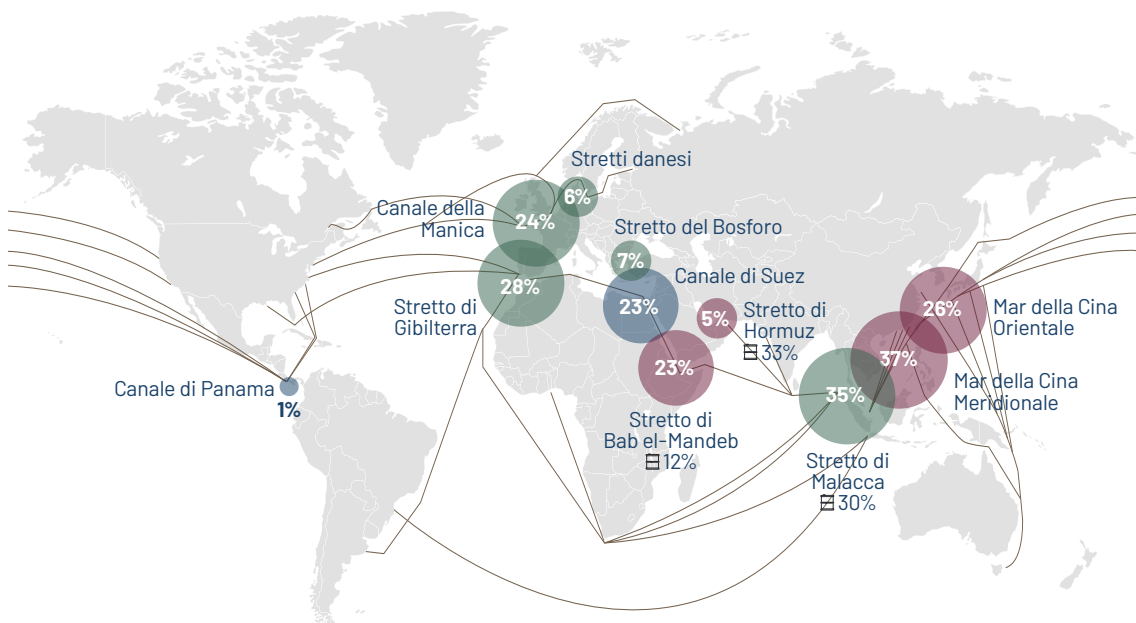 Stretti danesi
6%
Canale della
Manica
24%
Stretto del Bosforo
7%
Canale di Suez
28%
23%
Stretto di
Gibilterra
5%
Stretto di
Hormuz
33%
26%
Mar della Cina
Orientale
23%
37%
Canale di Panama
1%
35%
Mar della Cina
Meridionale
Stretto di
Bab el-Mandeb
12%
Stretto di
Malacca
30%